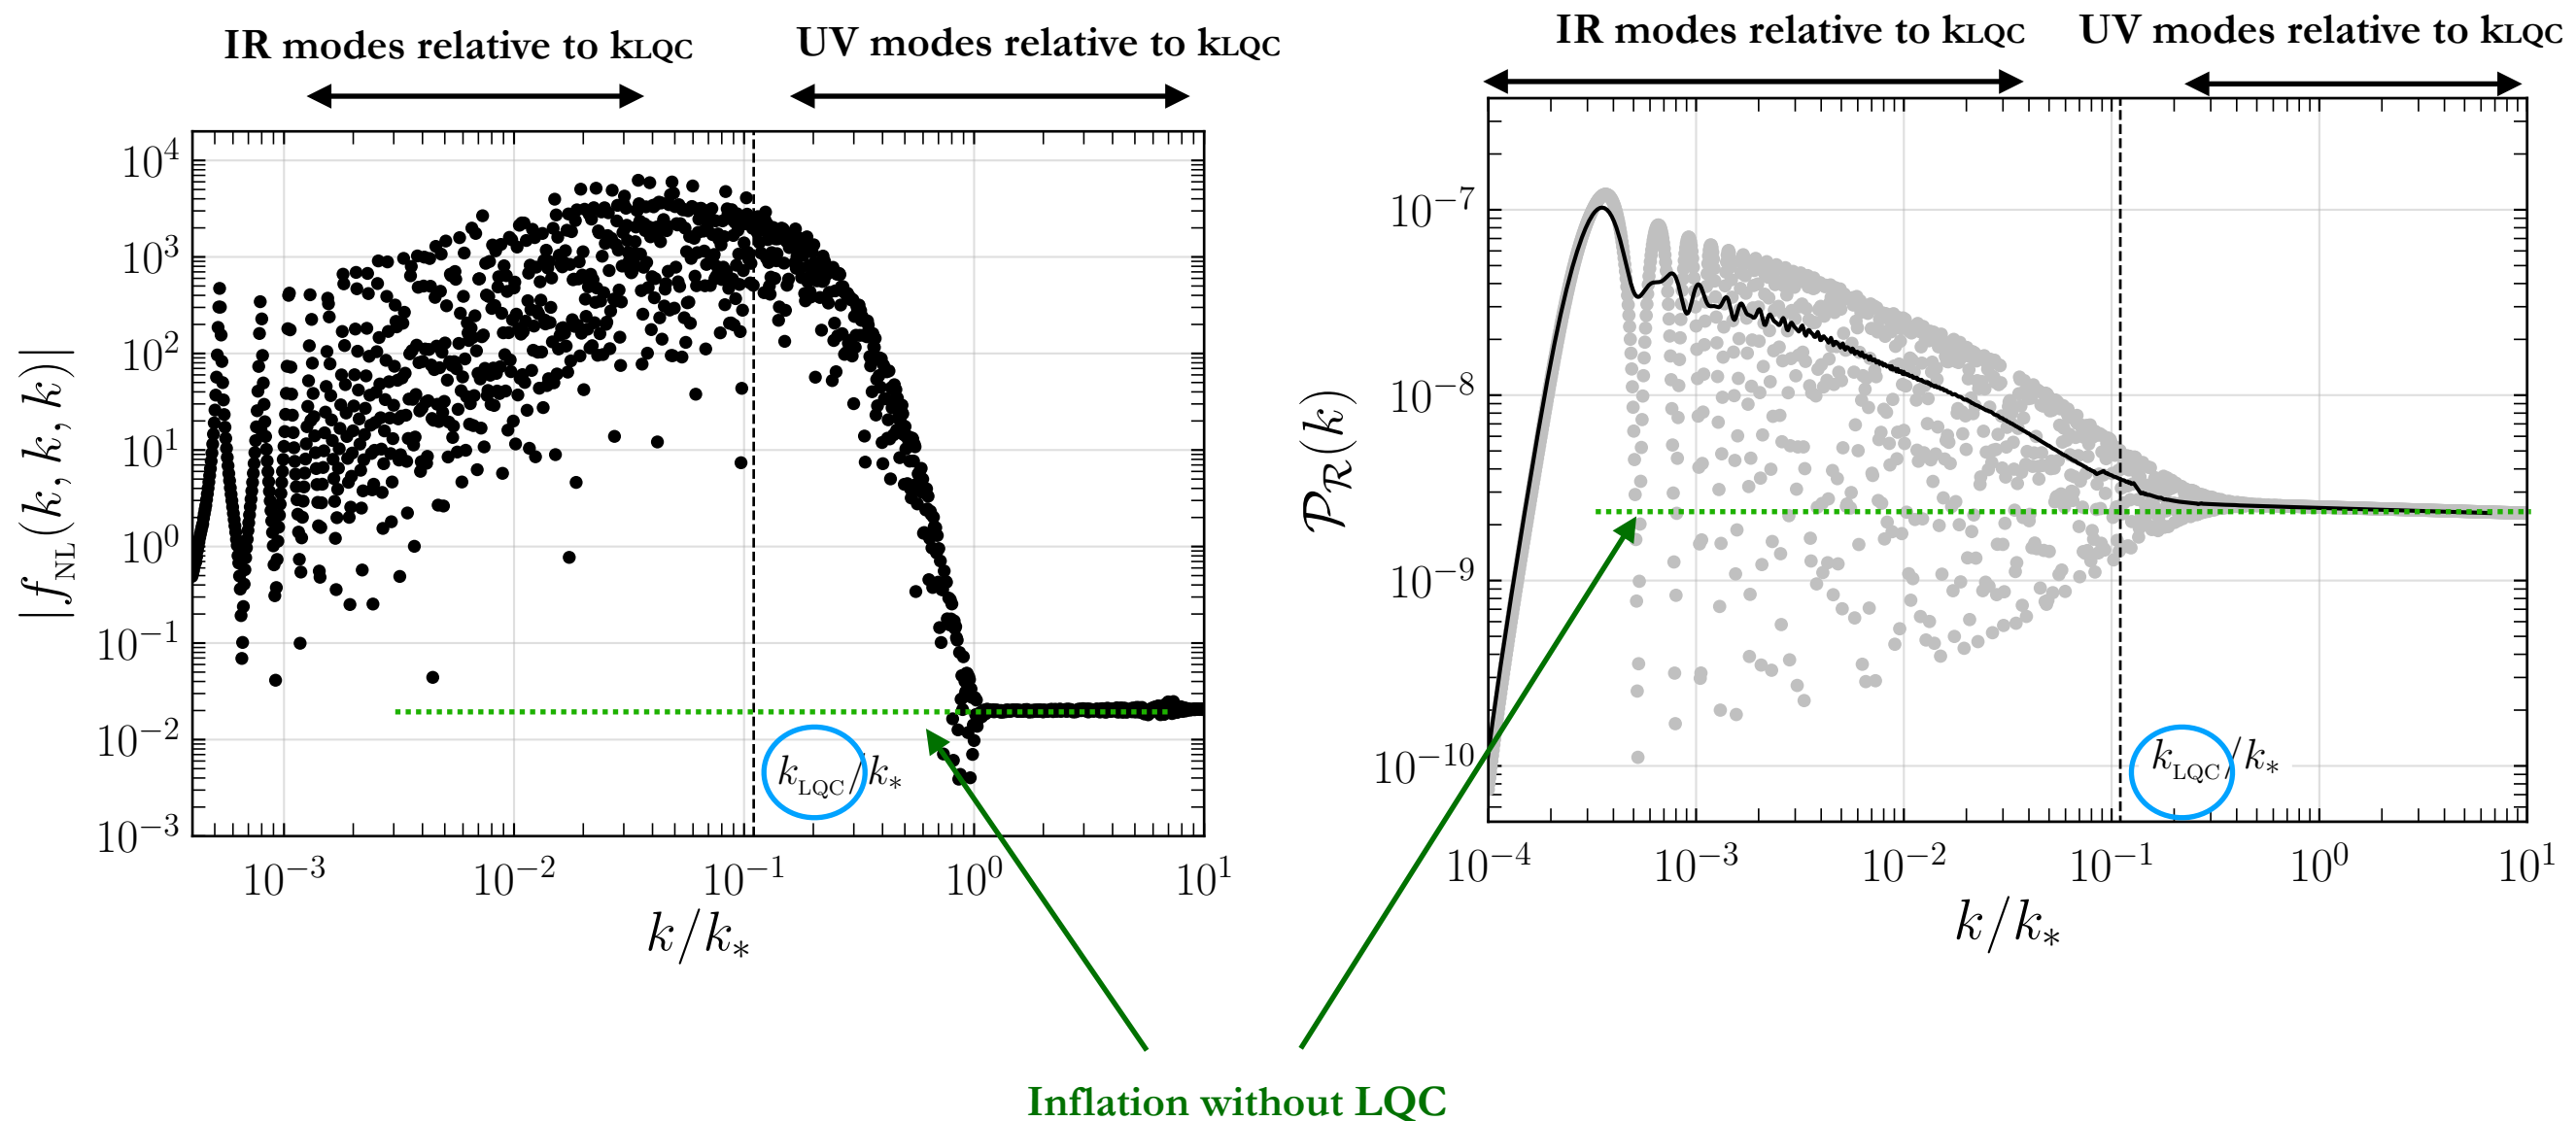 IR modes relative to kLQC
UV modes relative to kLQC
IR modes relative to kLQC
UV modes relative to kLQC
|f_NL(k, k, k)|
10^4
10^3
10^2
10^1
10^0
10^−1
10^−2
10^−3
k_LQC/k_*
10^−3
10^−2
10^−1
10^0
10^1
k/k_*
P_R(k)
10^−7
10^−8
10^−9
10^−10
k_LQC/k_*
10^−4
10^−3
10^−2
10^−1
10^0
10^1
k/k_*
Inflation without LQC